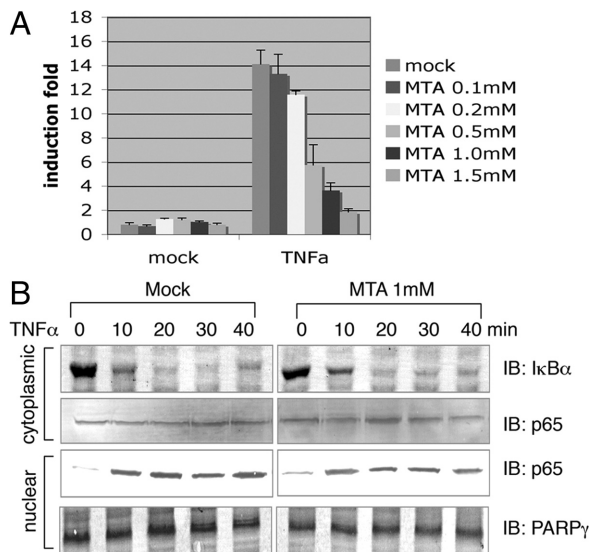 A
18
16
14
12
10
8
6
4
2
0
induction fold
mock
TNFa
mock
MTA 0.1mM
MTA 0.2mM
MTA 0.5mM
MTA 1.0mM
MTA 1.5mM
B
Mock
MTA 1mM
TNFα 0 10 20 30 40 0 10 20 30 40 min
cytoplasmic
IB: IκBα
IB: p65
nuclear
IB: p65
IB: PARPγ